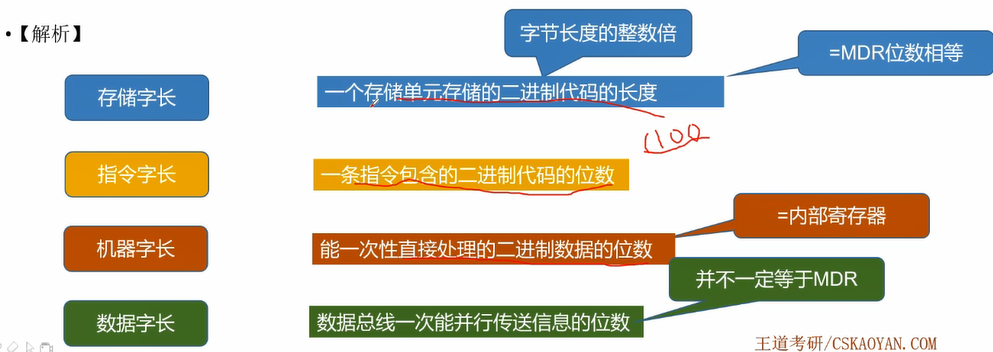 •【解析】
字节长度的整数倍
=MDR位数相等
存储字长
一个存储单元存储的二进制代码的长度
1100
指令字长
一条指令包含的二进制代码的位数
=内部寄存器
机器字长
能一次性直接处理的二进制数据的位数
并不一定等于MDR
数据字长
数据总线一次能并行传送信息的位数
王道考研/CSKAOYAN.COM